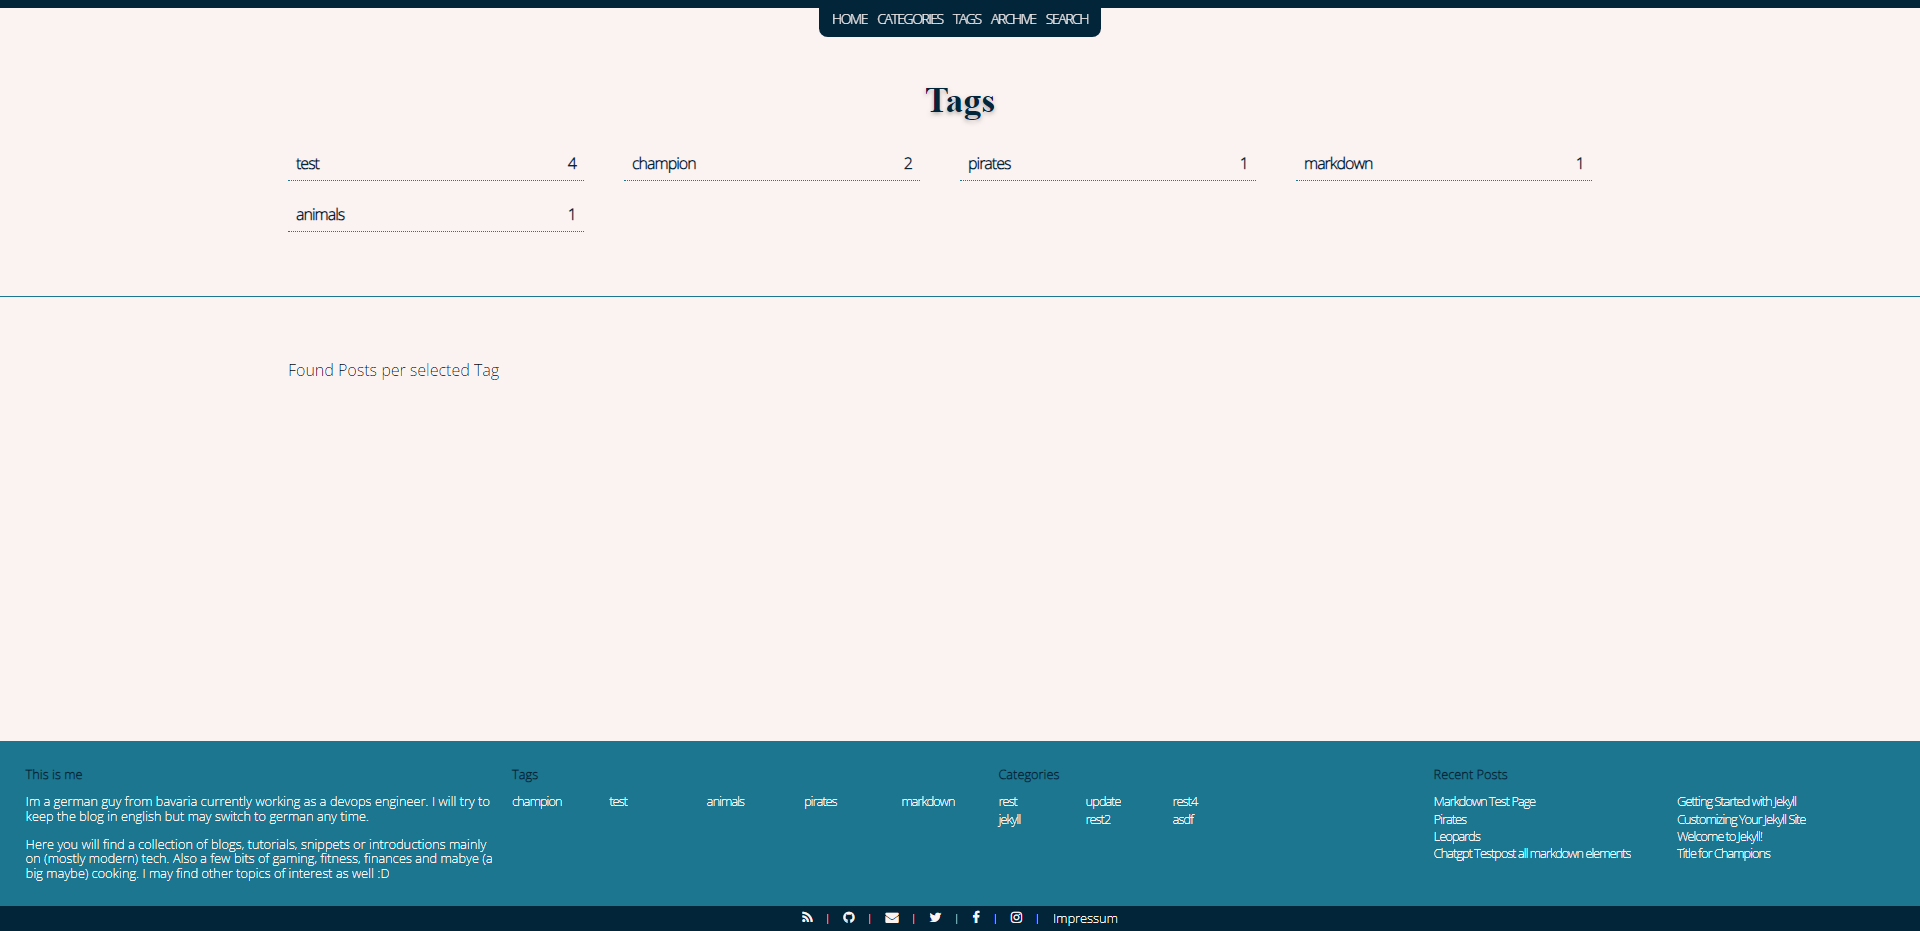 HOME CATEGORIES TAGS ARCHIVE SEARCH
Tags
test 4 champion 2 pirates 1 markdown 1
animals 1
Found Posts per selected Tag
This is me
Im a german guy from bavaria currently working as a devops engineer. I will try to
keep the blog in english but may switch to german any time.
Here you will find a collection of blogs, tutorials, snippets or introductions mainly
on (mostly modern) tech. Also a few bits of gaming, fitness, finances and mabye (a
big maybe) cooking. I may find other topics of interest as well :D
Tags
champion test animals pirates markdown
Categories
rest update rest4
jekyll rest2 asdf
Recent Posts
Markdown Test Page
Pirates
Leopards
Chatgpt Testpost all markdown elements
Getting Started with Jekyll
Customizing Your Jekyll Site
Welcome to Jekyll!
Title for Champions
| | | | | | Impressum